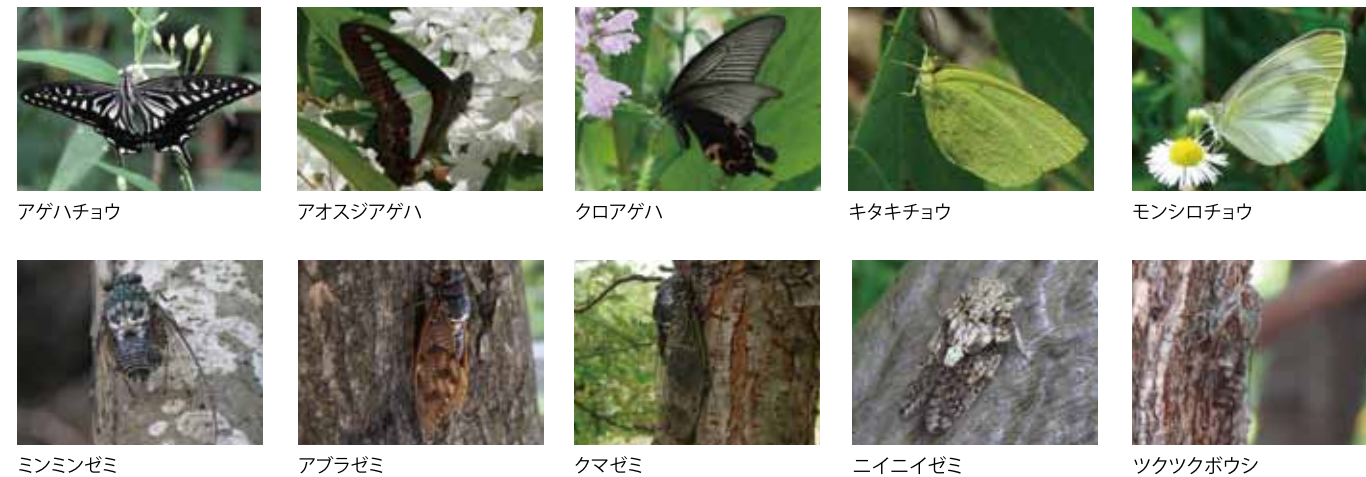 アゲハチョウ
アオスジアゲハ
クロアゲハ
キタキチョウ
モンシロチョウ
ミンミンゼミ
アブラゼミ
クマゼミ
ニイニイゼミ
ツクツクボウシ